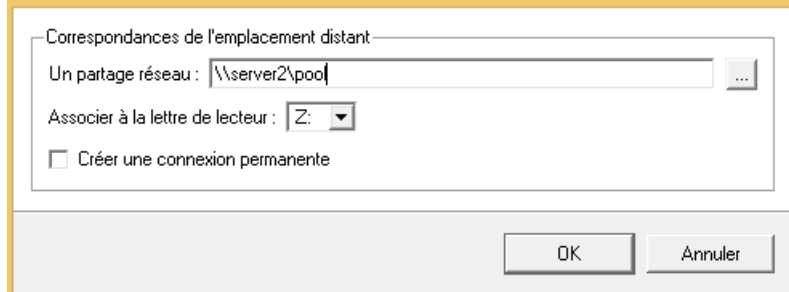 Correspondances de l'emplacement distant
Un partage réseau : \\server2\pool ...
Associer à la lettre de lecteur : Z:
Créer une connexion permanente
OK Annuler